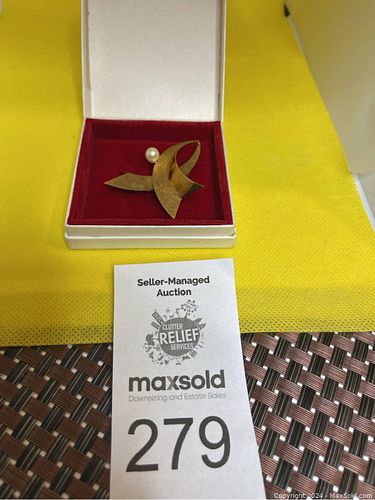 Seller-Managed
Auction
CLUTTER
RELIEF
SERVICES
maxsold
Downsizing and Estate Sales
279
Copyright 2024 - MaxSold.com